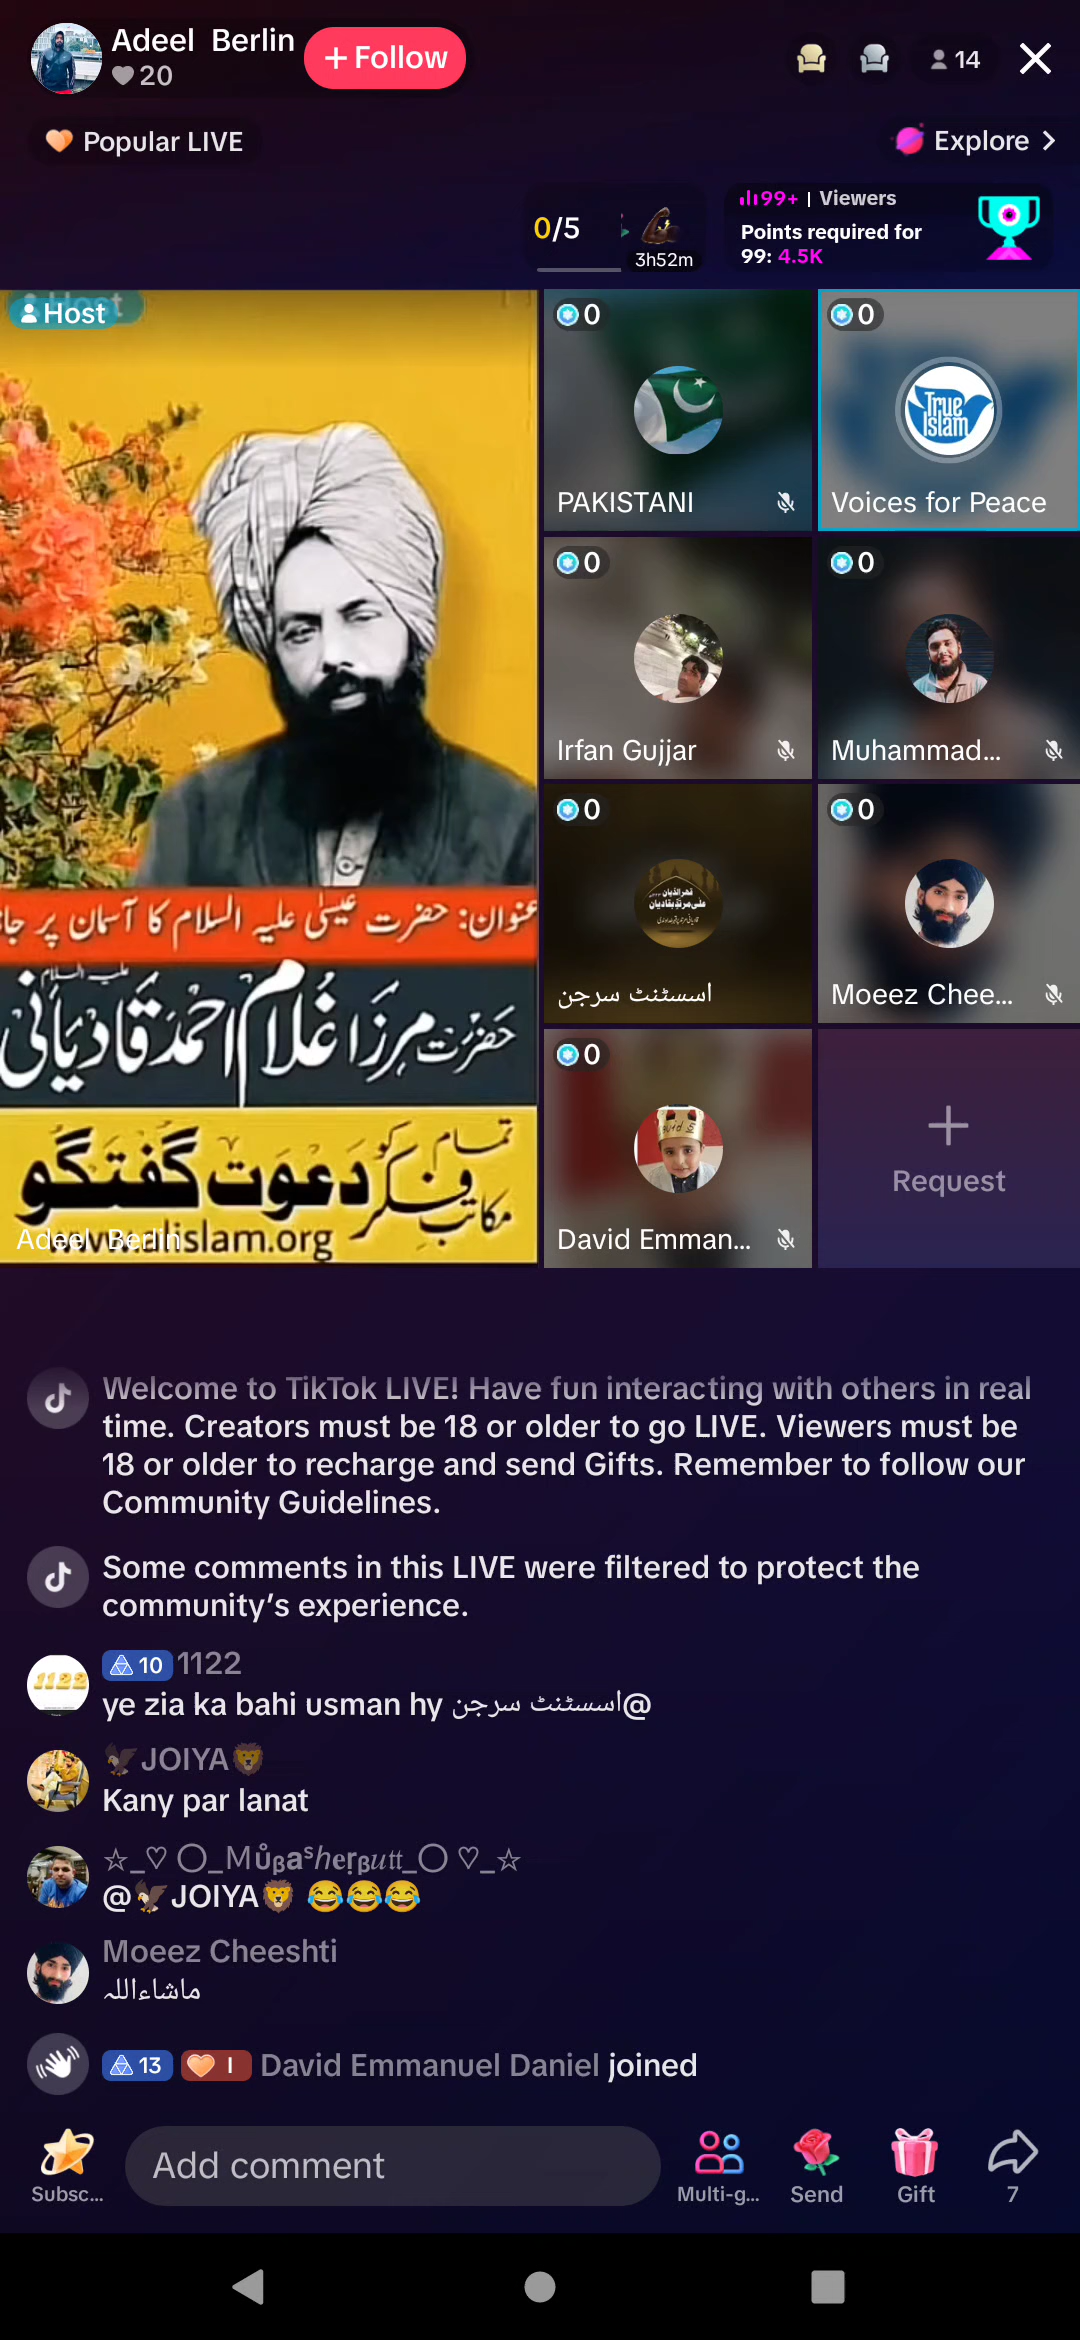 Adeel Berlin
20
+ Follow
14
Popular LIVE
Explore
0/5
3h52m
99+ | Viewers
Points required for
99: 4.5K
Host
0
PAKISTANI
0
True
Islam
Voices for Peace
0
Irfan Gujjar
0
Muhammad...
0
اسسٹنٹ سرجن
0
Moeez Chee...
0
David Emman...
Request
عنوان: حضرت عیسیٰ علیہ السلام کا آسمان پر
حضرت مرزا غلام احمد قادیانی
تمام مکاتب فکر کو دعوت گفتگو
Adeel Berlin
Welcome to TikTok LIVE! Have fun interacting with others in real
time. Creators must be 18 or older to go LIVE. Viewers must be
18 or older to recharge and send Gifts. Remember to follow our
Community Guidelines.
Some comments in this LIVE were filtered to protect the
community's experience.
1122
10 1122
ye zia ka bahi usman hy اسسٹنٹ سرجن@
🦅JOIYA🦁
Kany par lanat
☆_♡ ◯_Můᵦaˢℎeṛᵦutt_◯ ♡_☆
@🦅JOIYA🦁 😂😂😂
Moeez Cheeshti
ماشاءاللہ
13 I David Emmanuel Daniel joined
Subsc...
Add comment
Multi-g...
Send
Gift
7